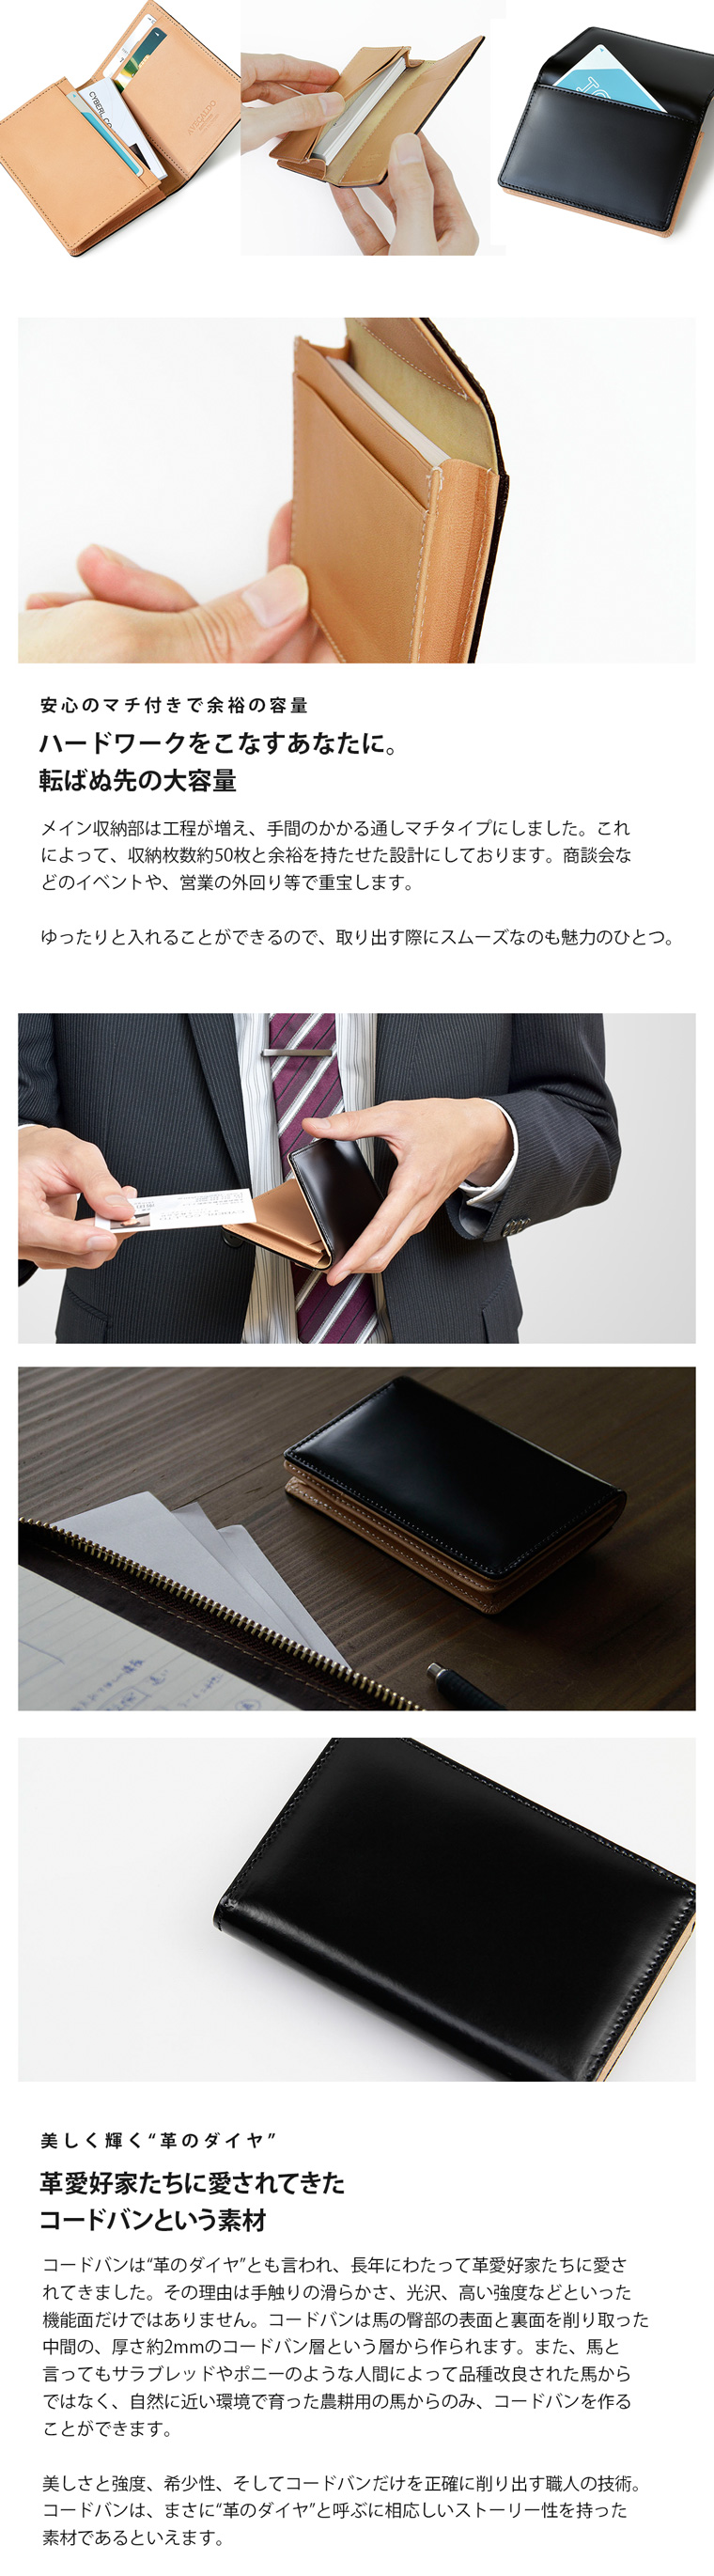 CYBERL.CO
安心のマチ付きで余裕の容量
ハードワークをこなすあなたに。
転ばぬ先の大容量
メイン収納部は工程が増え、手間のかかる通しマチタイプにしました。これ
によって、収納枚数約50枚と余裕を持たせた設計にしております。商談会な
どのイベントや、営業の外回り等で重宝します。
ゆったりと入れることができるので、取り出す際にスムーズなのも魅力のひとつ。
美しく輝く“革のダイヤ”
革愛好家たちに愛されてきた
コードバンという素材
コードバンは“革のダイヤ”とも言われ、長年にわたって革愛好家たちに愛さ
れてきました。その理由は手触りの滑らかさ、光沢、高い強度などといった
機能面だけではありません。コードバンは馬の臀部の表面と裏面を削り取った
中間の、厚さ約2mmのコードバン層という層から作られます。また、馬と
言ってもサラブレッドやポニーのような人間によって品種改良された馬から
ではなく、自然に近い環境で育った農耕用の馬からのみ、コードバンを作る
ことができます。
美しさと強度、希少性、そしてコードバンだけを正確に削り出す職人の技術。
コードバンは、まさに“革のダイヤ”と呼ぶに相応しいストーリー性を持った
素材であるといえます。